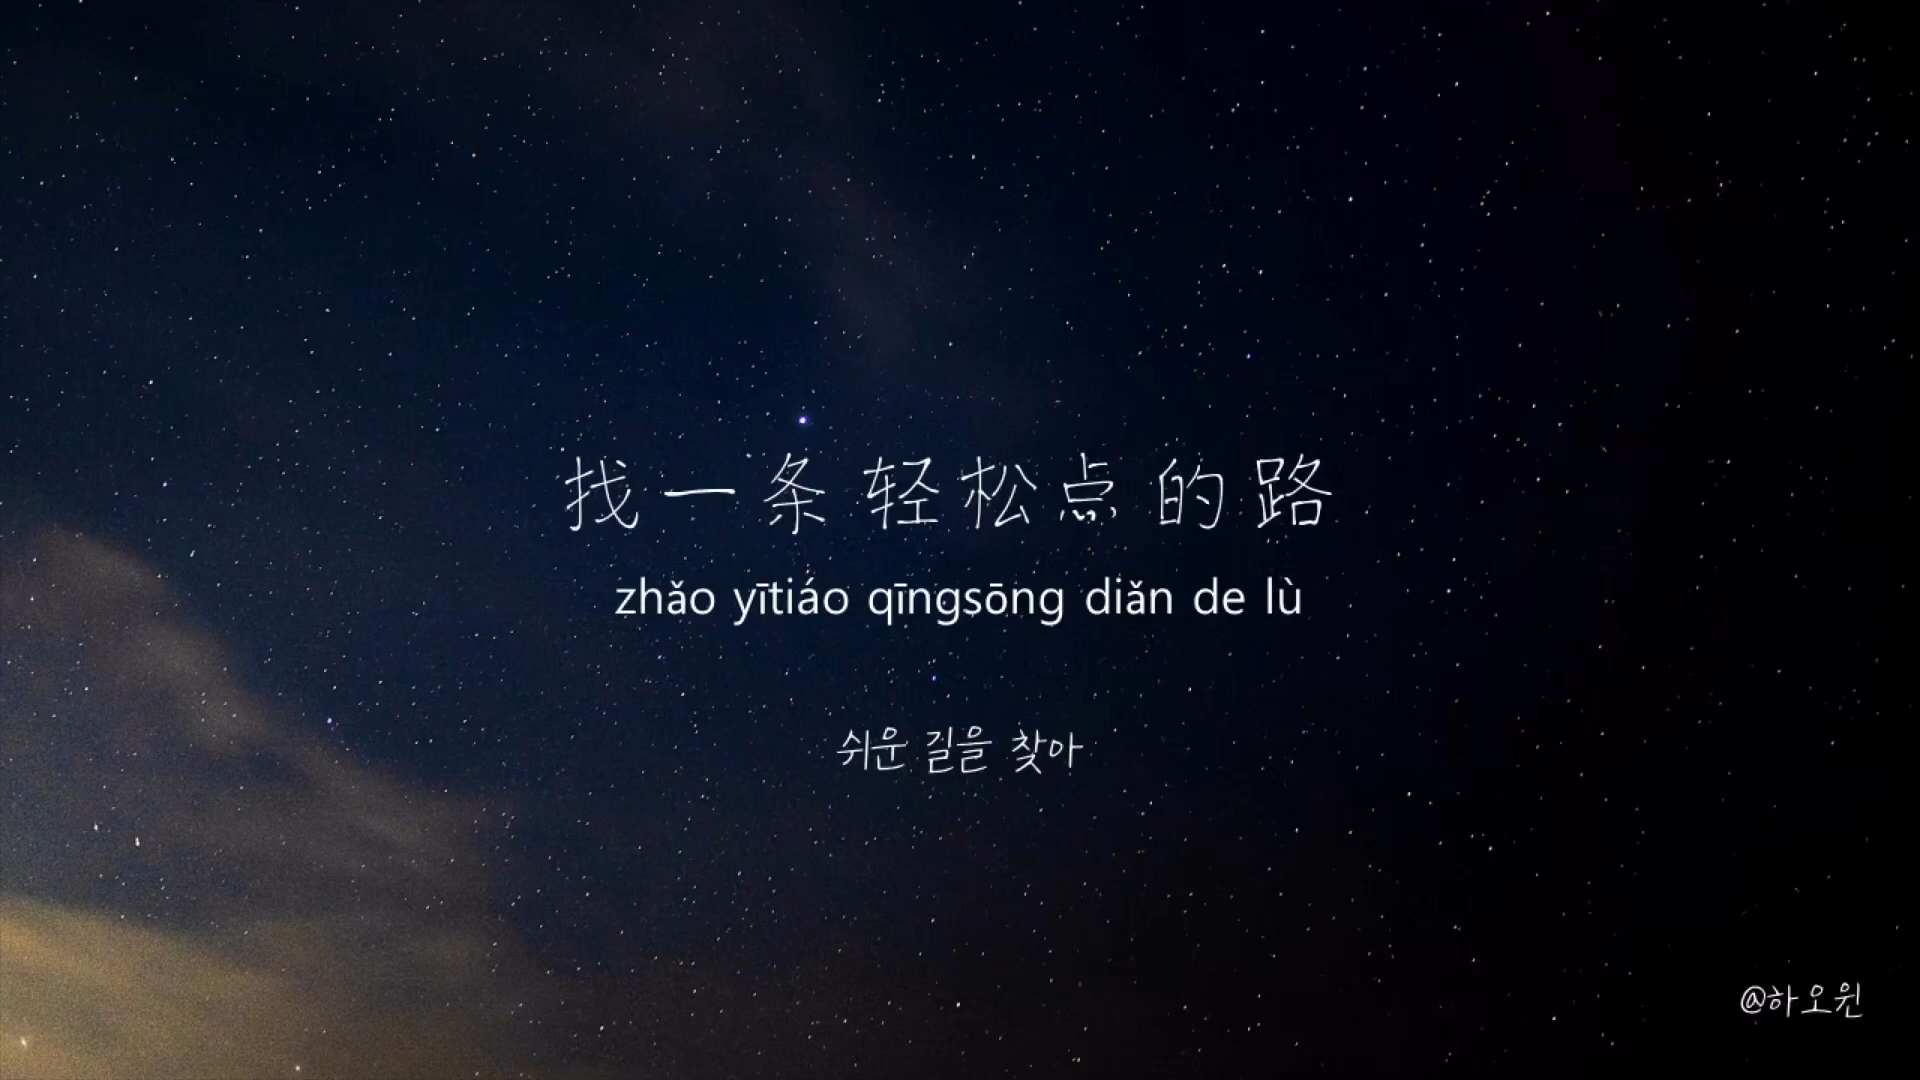 找一条轻松点的路
zhǎo yītiáo qīngsōng diǎn de lù
쉬운 길을 찾아
@하오윈